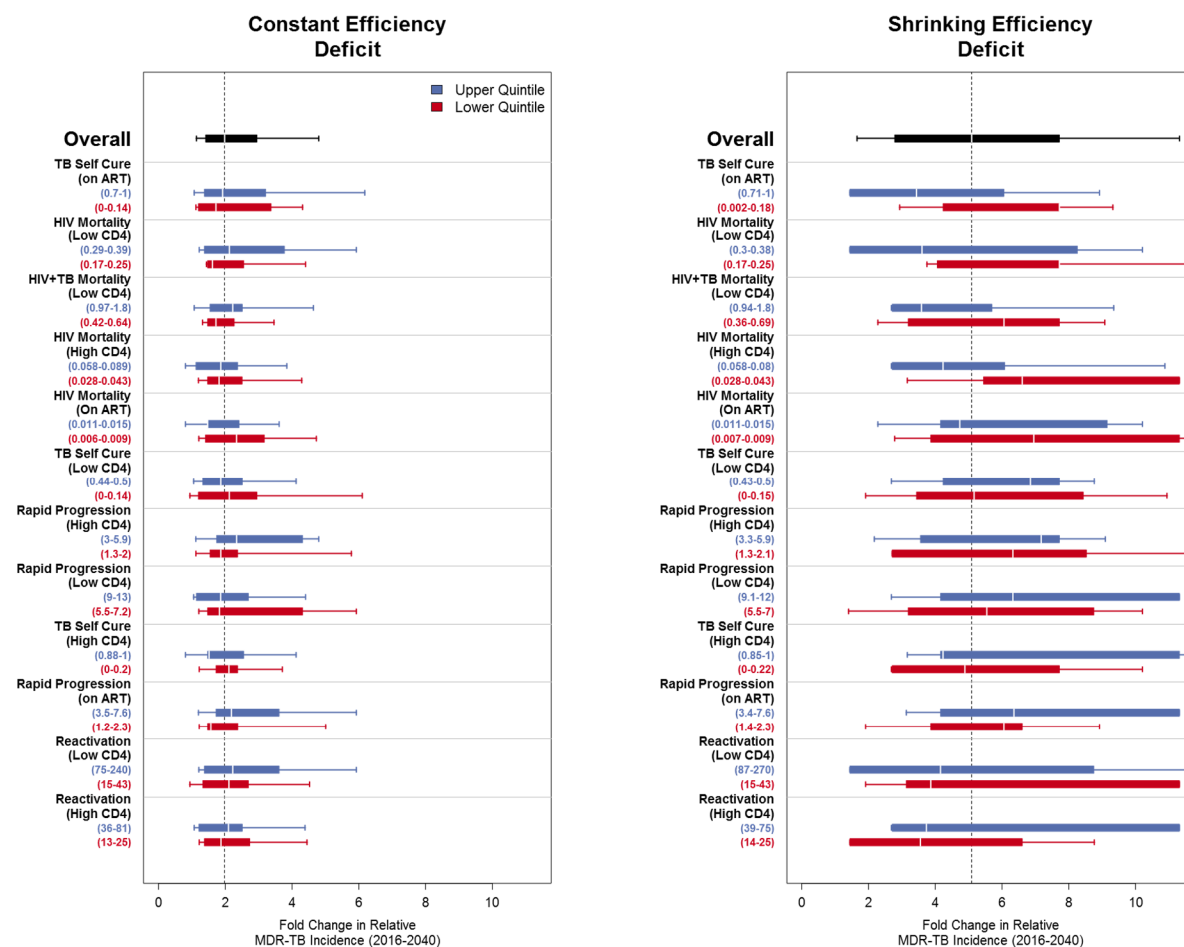 Constant Efficiency
Deficit
Upper Quintile
Lower Quintile
Overall
TB Self Cure
(on ART)
(0.7-1)
(0-0.14)
HIV Mortality
(Low CD4)
(0.29-0.39)
(0.17-0.25)
HIV+TB Mortality
(Low CD4)
(0.97-1.8)
(0.42-0.64)
HIV Mortality
(High CD4)
(0.058-0.089)
(0.028-0.043)
HIV Mortality
(On ART)
(0.011-0.015)
(0.006-0.009)
TB Self Cure
(Low CD4)
(0.44-0.5)
(0-0.14)
Rapid Progression
(High CD4)
(3-5.9)
(1.3-2)
Rapid Progression
(Low CD4)
(9-13)
(5.5-7.2)
TB Self Cure
(High CD4)
(0.88-1)
(0-0.2)
Rapid Progression
(on ART)
(3.5-7.6)
(1.2-2.3)
Reactivation
(Low CD4)
(75-240)
(15-43)
Reactivation
(High CD4)
(36-81)
(13-25)
0 2 4 6 8 10
Fold Change in Relative
MDR-TB Incidence (2016-2040)
Shrinking Efficiency
Deficit
Overall
TB Self Cure
(on ART)
(0.71-1)
(0.002-0.18)
HIV Mortality
(Low CD4)
(0.3-0.38)
(0.17-0.25)
HIV+TB Mortality
(Low CD4)
(0.94-1.8)
(0.36-0.69)
HIV Mortality
(High CD4)
(0.058-0.08)
(0.028-0.043)
HIV Mortality
(On ART)
(0.011-0.015)
(0.007-0.009)
TB Self Cure
(Low CD4)
(0.43-0.5)
(0-0.15)
Rapid Progression
(High CD4)
(3.3-5.9)
(1.3-2.1)
Rapid Progression
(Low CD4)
(9.1-12)
(5.5-7)
TB Self Cure
(High CD4)
(0.85-1)
(0-0.22)
Rapid Progression
(on ART)
(3.4-7.6)
(1.4-2.3)
Reactivation
(Low CD4)
(87-270)
(15-43)
Reactivation
(High CD4)
(39-75)
(14-25)
0 2 4 6 8 10
Fold Change in Relative
MDR-TB Incidence (2016-2040)